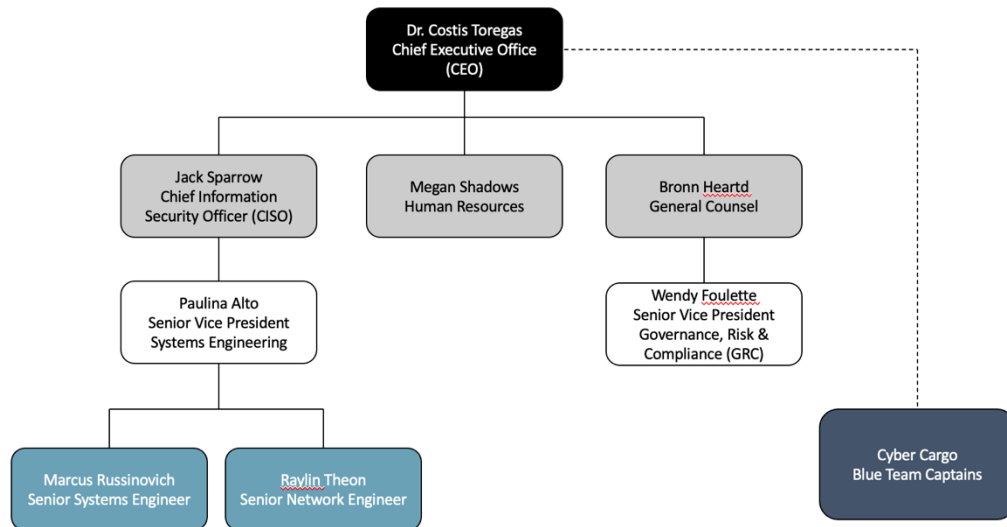 Dr. Costis Toregas
Chief Executive Office
(CEO)
Jack Sparrow
Chief Information
Security Officer (CISO)
Megan Shadows
Human Resources
Bronn Heartd
General Counsel
Paulina Alto
Senior Vice President
Systems Engineering
Wendy Foulette
Senior Vice President
Governance, Risk &
Compliance (GRC)
Marcus Russinovich
Senior Systems Engineer
Raylin Theon
Senior Network Engineer
Cyber Cargo
Blue Team Captains